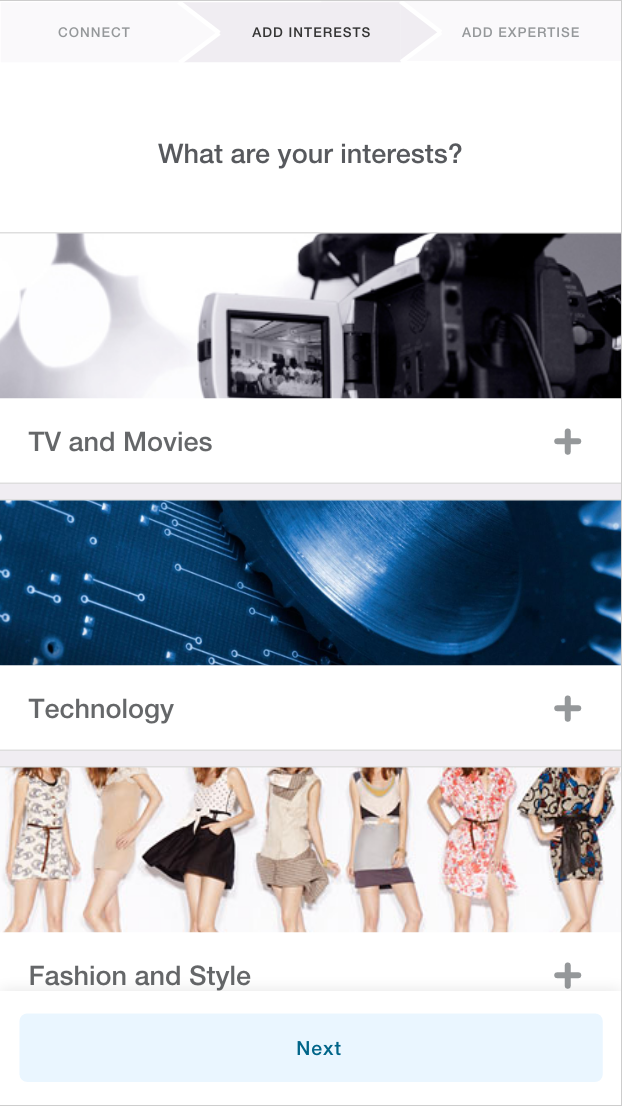 CONNECT
ADD INTERESTS
ADD EXPERTISE
What are your interests?
TV and Movies
Technology
Fashion and Style
Next